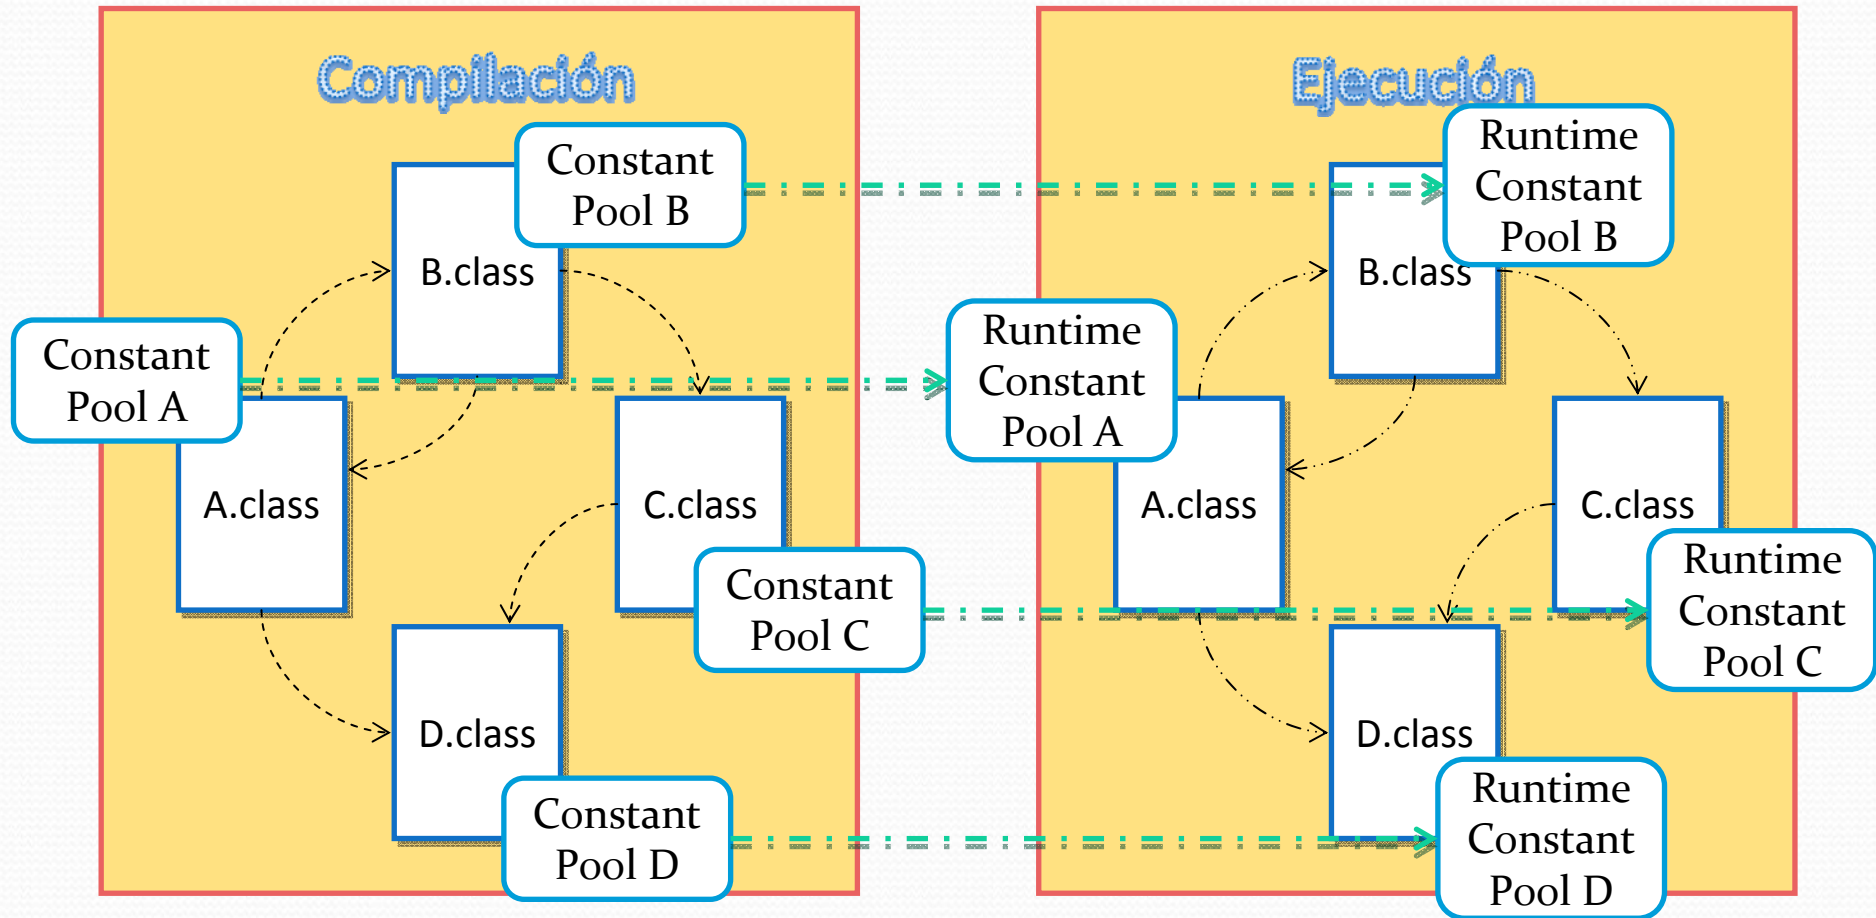 Compilación
Constant
Pool B
B.class
Constant
Pool A
A.class
C.class
Constant
Pool C
D.class
Constant
Pool D
Ejecución
Runtime
Constant
Pool B
B.class
Runtime
Constant
Pool A
A.class
C.class
Runtime
Constant
Pool C
D.class
Runtime
Constant
Pool D